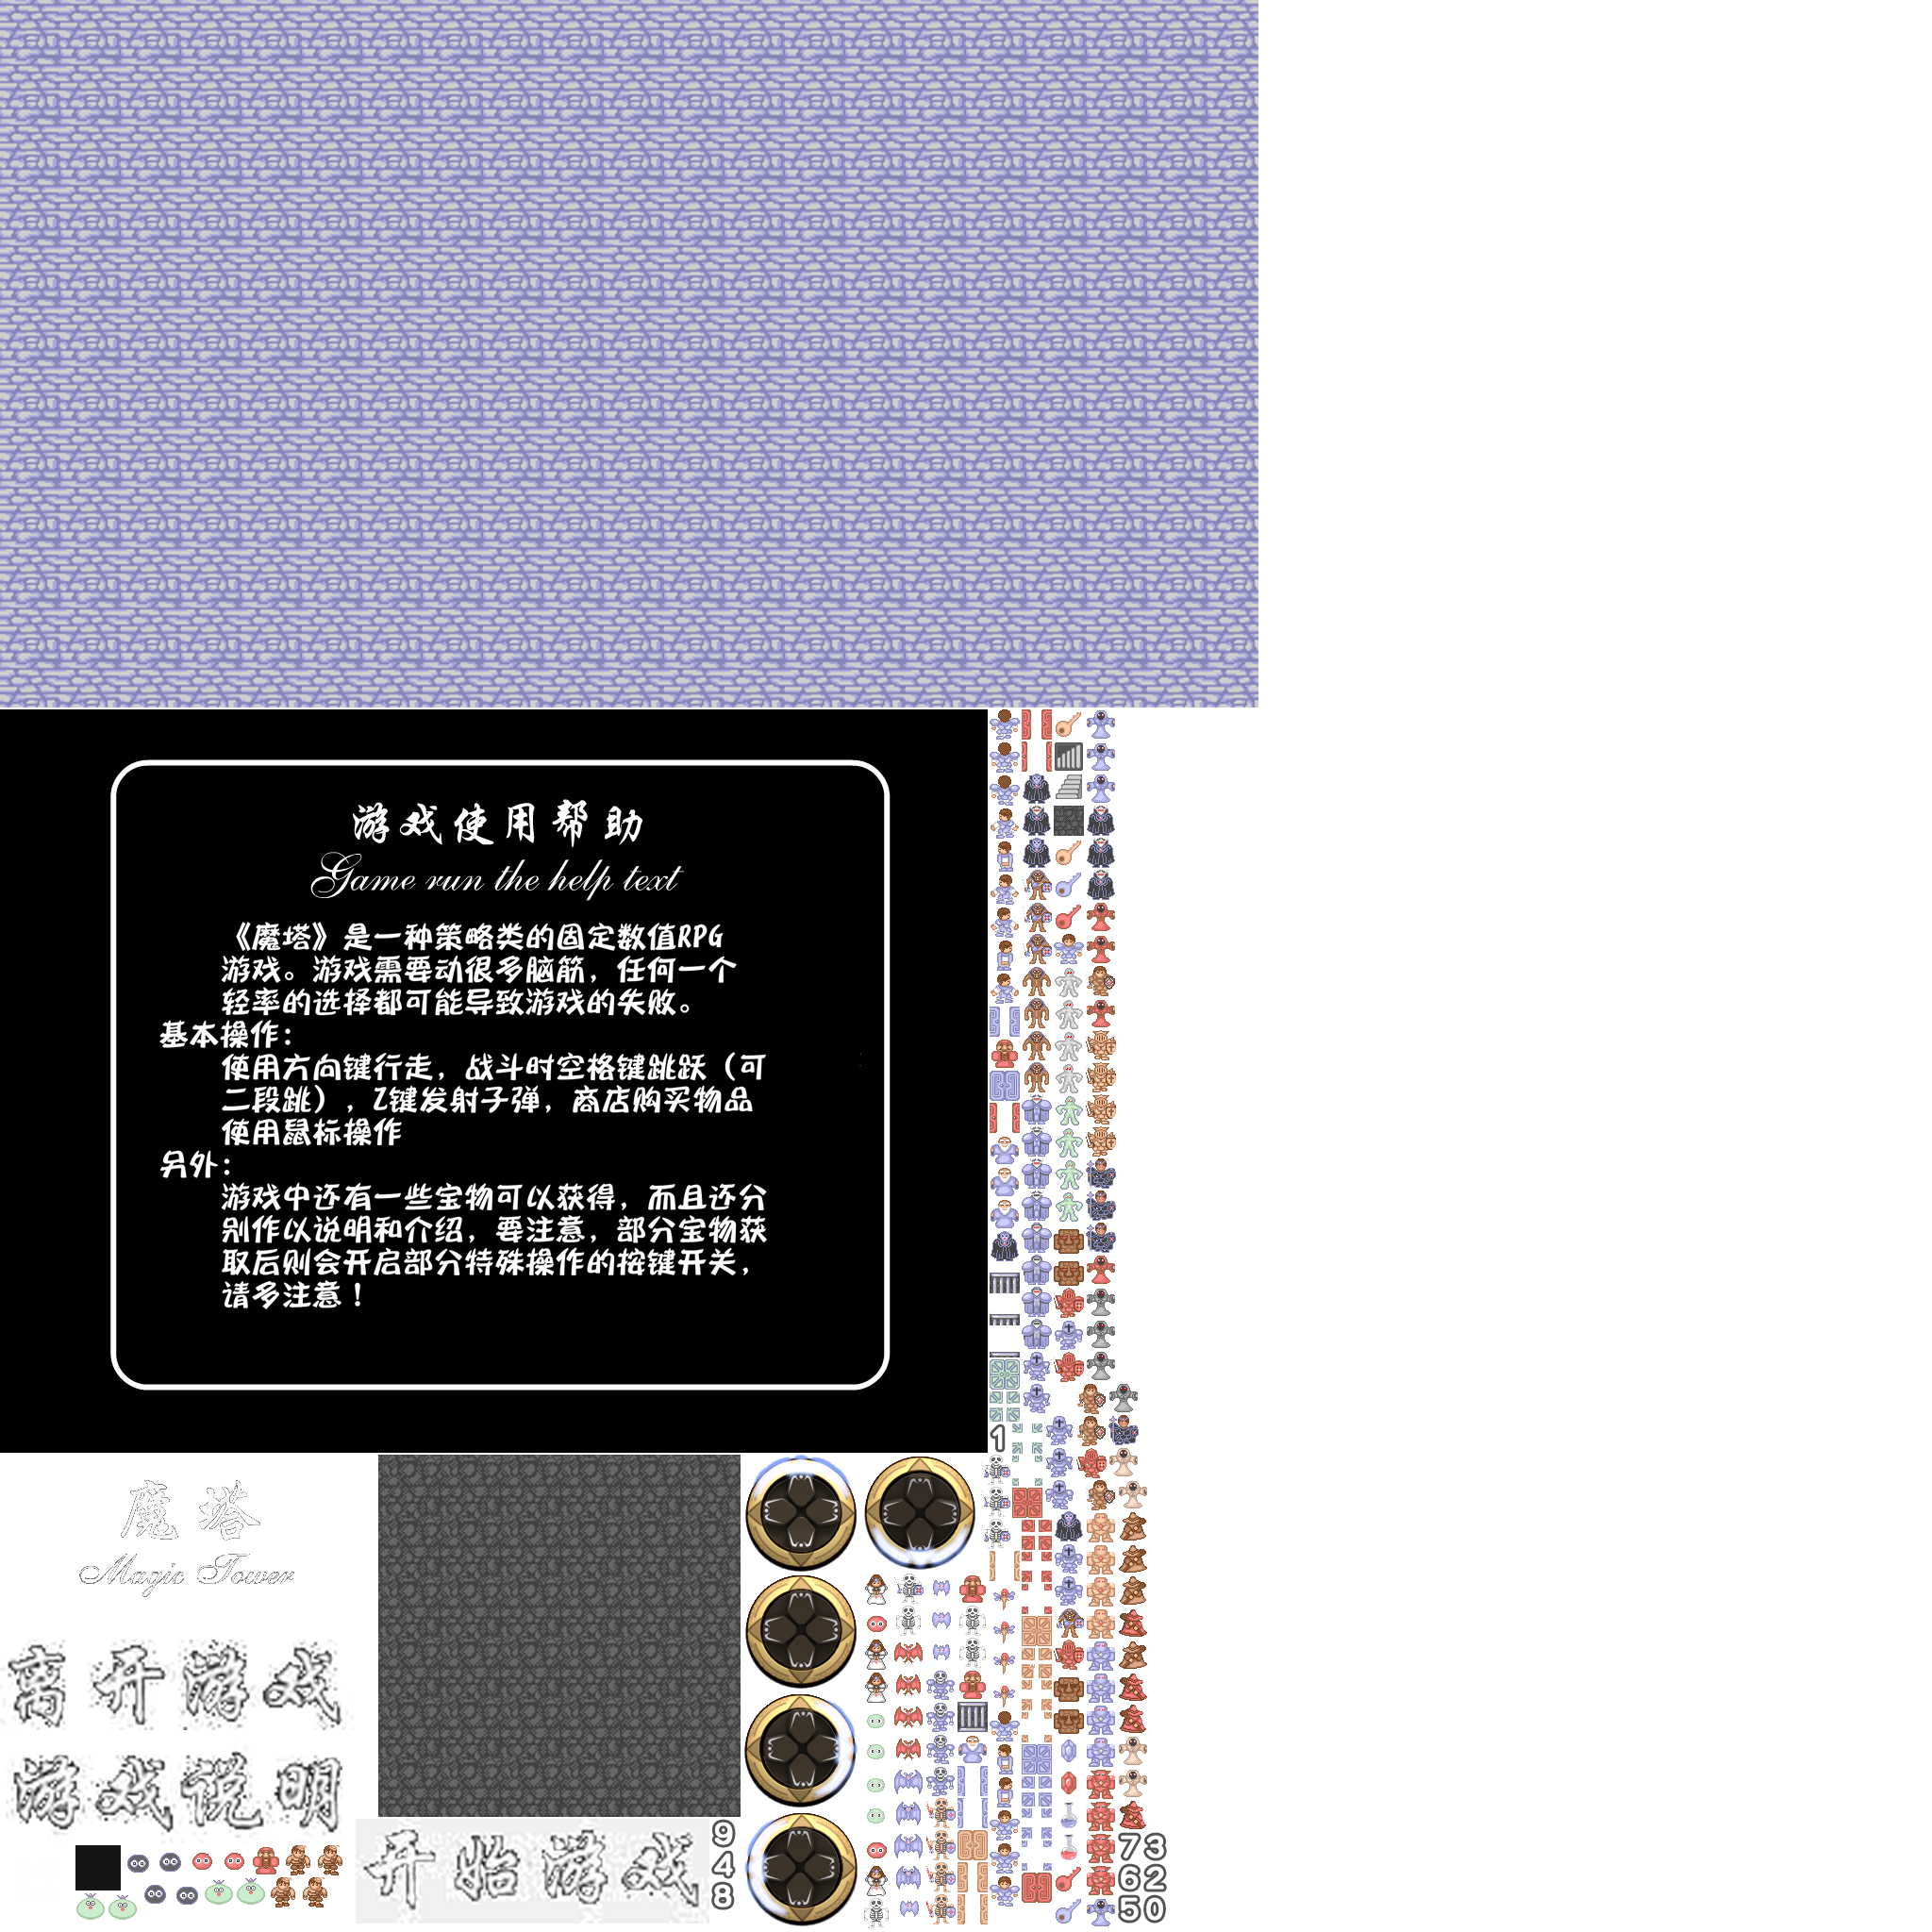 游戏使用帮助
Game run the help text
《魔塔》是一种策略类的固定数值RPG
游戏。游戏需要动很多脑筋，任何一个
轻率的选择都可能导致游戏的失败。
基本操作：
使用方向键行走，战斗时空格键跳跃（可
二段跳），Z键发射子弹，商店购买物品
使用鼠标操作
另外：
游戏中还有一些宝物可以获得，而且还分
别作以说明和介绍，要注意，部分宝物获
取后则会开启部分特殊操作的按键开关，
请多注意！
1
魔塔
Magic Tower
离开游戏
游戏说明
开始游戏
9
4
8
73
62
50